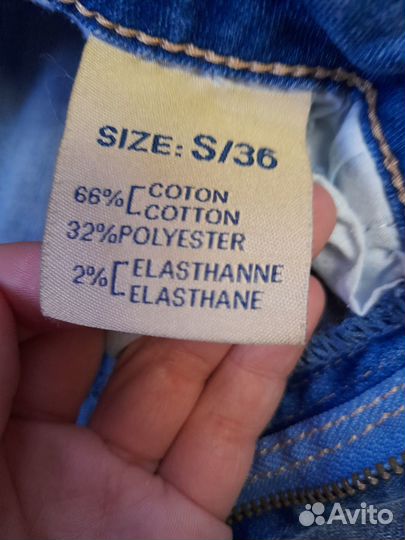 SIZE: S/36
66% [COTON
COTTON
32%POLYESTER
2% [ELASTHANNE
ELASTHANE
Avito